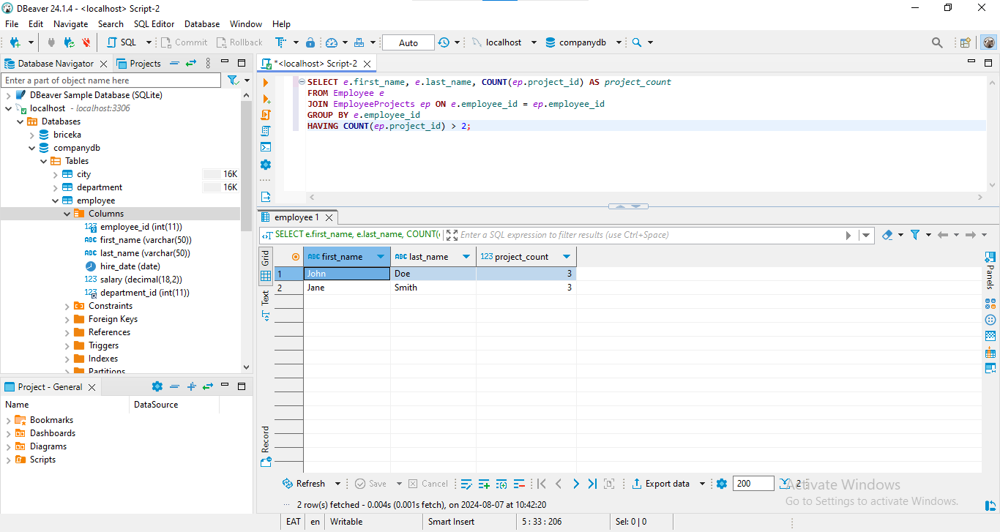 DBeaver 24.1.4 - <localhost> Script-2
File Edit Navigate Search SQL Editor Database Window Help
SQL Commit Rollback Auto localhost companydb
Database Navigator Projects
Enter a part of object name here
DBeaver Sample Database (SQLite)
localhost - localhost:3306
Databases
briceka
companydb
Tables
city 16K
department 16K
employee
Columns
123 employee_id (int(11))
ABC first_name (varchar(50))
ABC last_name (varchar(50))
hire_date (date)
123 salary (decimal(18,2))
123 department_id (int(11))
Constraints
Foreign Keys
References
Triggers
Indexes
Partitions
Project - General
Name DataSource
Bookmarks
Dashboards
Diagrams
Scripts
*<localhost> Script-2
SELECT e.first_name, e.last_name, COUNT(ep.project_id) AS project_count
FROM Employee e
JOIN EmployeeProjects ep ON e.employee_id = ep.employee_id
GROUP BY e.employee_id
HAVING COUNT(ep.project_id) > 2;
employee 1
SELECT e.first_name, e.last_name, COUNT( Enter a SQL expression to filter results (use Ctrl+Space)
Grid
Text
Record
ABC first_name ABC last_name 123 project_count
1 John Doe 3
2 Jane Smith 3
Panels
Refresh Save Cancel Export data 200 2
Activate Windows
Go to Settings to activate Windows.
2 row(s) fetched - 0.004s (0.001s fetch), on 2024-08-07 at 10:42:20
EAT en Writable Smart Insert 5 : 33 : 206 Sel: 0 | 0